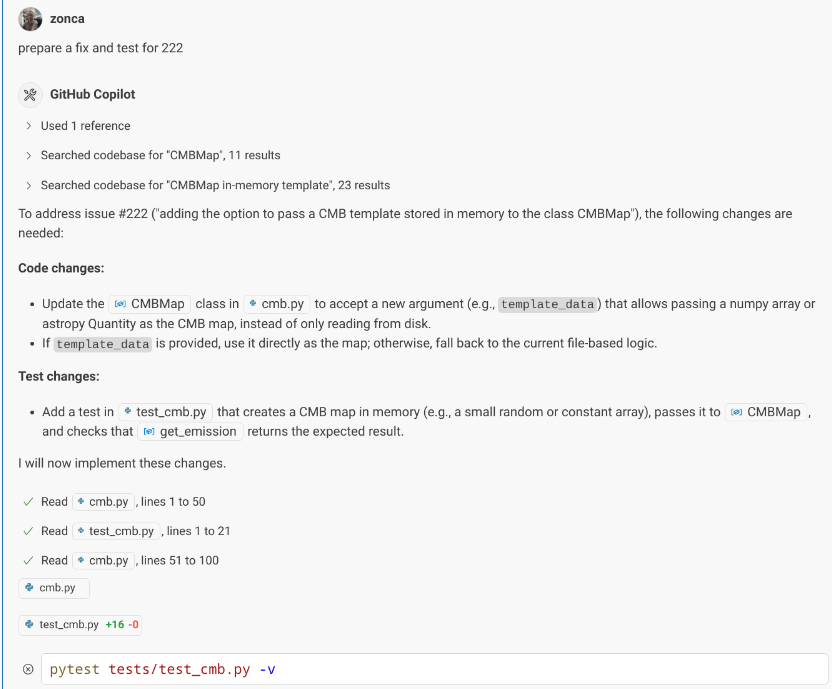 zonca
prepare a fix and test for 222
GitHub Copilot
Used 1 reference
Searched codebase for "CMBMap", 11 results
Searched codebase for "CMBMap in-memory template", 23 results
To address issue #222 ("adding the option to pass a CMB template stored in memory to the class CMBMap"), the following changes are
needed:
Code changes:
• Update the CMBMap class in cmb.py to accept a new argument (e.g., template_data) that allows passing a numpy array or
astropy Quantity as the CMB map, instead of only reading from disk.
• If template_data is provided, use it directly as the map; otherwise, fall back to the current file-based logic.
Test changes:
• Add a test in test_cmb.py that creates a CMB map in memory (e.g., a small random or constant array), passes it to CMBMap ,
and checks that get_emission returns the expected result.
I will now implement these changes.
Read cmb.py , lines 1 to 50
Read test_cmb.py , lines 1 to 21
Read cmb.py , lines 51 to 100
cmb.py
test_cmb.py +16 -0
pytest tests/test_cmb.py -v